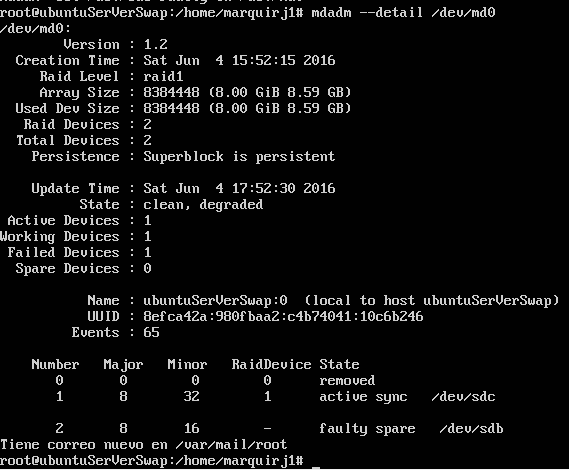 root@ubuntuSerVerSwap:/home/marquirj1# mdadm --detail /dev/md0
/dev/md0:
Version : 1.2
Creation Time : Sat Jun 4 15:52:15 2016
Raid Level : raid1
Array Size : 8384448 (8.00 GiB 8.59 GB)
Used Dev Size : 8384448 (8.00 GiB 8.59 GB)
Raid Devices : 2
Total Devices : 2
Persistence : Superblock is persistent
Update Time : Sat Jun 4 17:52:30 2016
State : clean, degraded
Active Devices : 1
Working Devices : 1
Failed Devices : 1
Spare Devices : 0
Name : ubuntuSerVerSwap:0 (local to host ubuntuSerVerSwap)
UUID : 8efca42a:980fbaa2:c4b74041:10c6b246
Events : 65
Number Major Minor RaidDevice State
0 0 0 0 removed
1 8 32 1 active sync /dev/sdc
2 8 16 - faulty spare /dev/sdb
Tiene correo nuevo en /var/mail/root
root@ubuntuSerVerSwap:/home/marquirj1# _